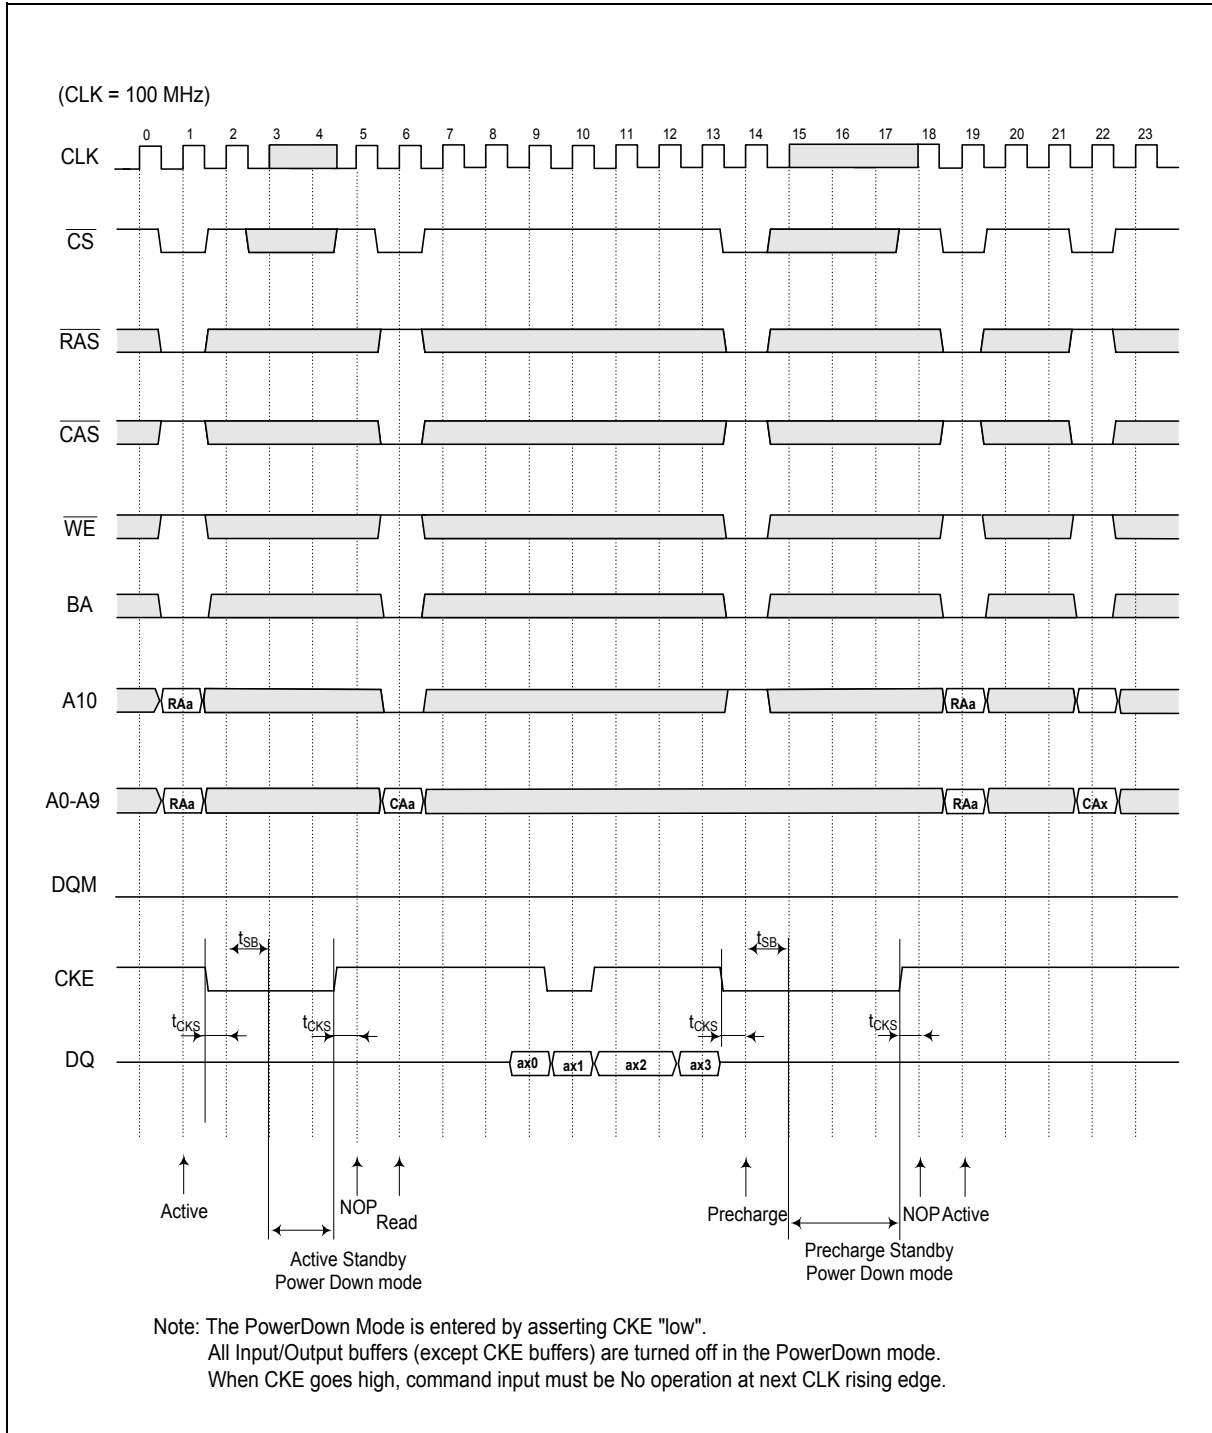 (CLK = 100 MHz)
0 1 2 3 4 5 6 7 8 9 10 11 12 13 14 15 16 17 18 19 20 21 22 23
CLK
CS
RAS
CAS
WE
BA
A10 RAa RAa
A0-A9 RAa CAa RAa CAx
DQM
tSB tSB
CKE
tCKS tCKS tCKS tCKS
DQ ax0 ax1 ax2 ax3
Active NOP Read Precharge NOP Active
Active Standby
Power Down mode
Precharge Standby
Power Down mode
Note: The PowerDown Mode is entered by asserting CKE "low".
All Input/Output buffers (except CKE buffers) are turned off in the PowerDown mode.
When CKE goes high, command input must be No operation at next CLK rising edge.